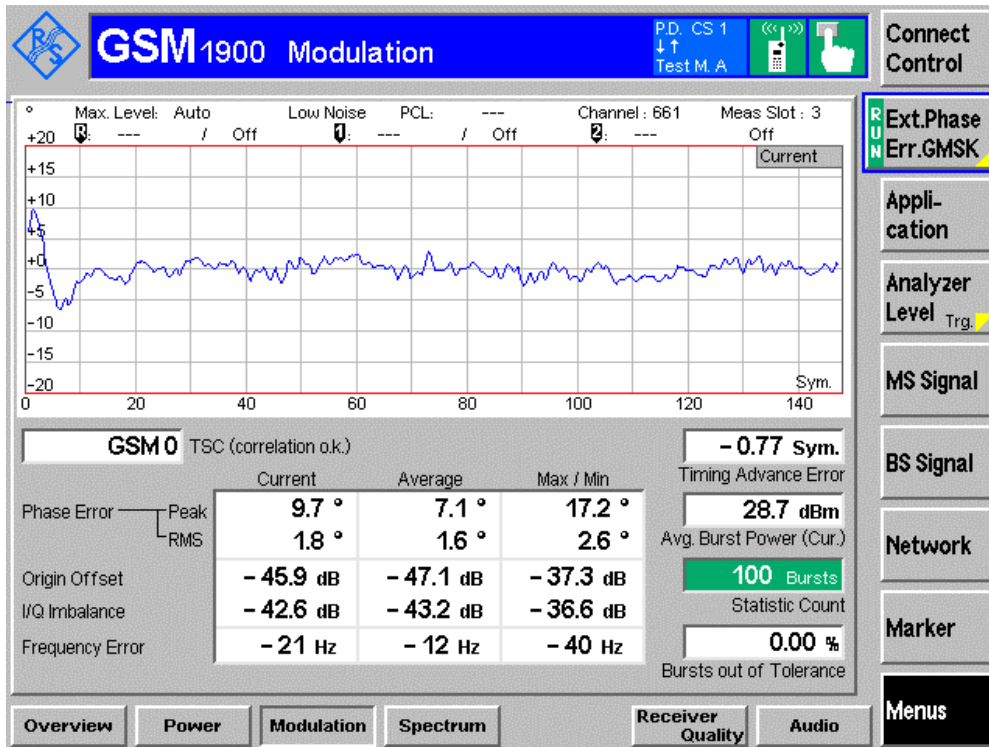 R&S
GSM1900 Modulation
P.D. CS 1
↓↑
Test M. A
Connect
Control
° Max. Level: Auto Low Noise PCL: --- Channel : 661 Meas Slot : 3
R: --- / Off 1: --- / Off 2: --- Off
Current
+20
+15
+10
+5
+0
-5
-10
-15
-20
Sym.
0 20 40 60 80 100 120 140
RUN
Ext.Phase
Err.GMSK
Appli-
cation
Analyzer
Level Trg.
MS Signal
BS Signal
Network
Marker
Menus
GSM 0 TSC (correlation o.k.)
Current Average Max / Min
Phase Error Peak 9.7 ° 7.1 ° 17.2 °
RMS 1.8 ° 1.6 ° 2.6 °
Origin Offset - 45.9 dB - 47.1 dB - 37.3 dB
I/Q Imbalance - 42.6 dB - 43.2 dB - 36.6 dB
Frequency Error - 21 Hz - 12 Hz - 40 Hz
- 0.77 Sym.
Timing Advance Error
28.7 dBm
Avg. Burst Power (Cur.)
100 Bursts
Statistic Count
0.00 %
Bursts out of Tolerance
Overview Power Modulation Spectrum Receiver Quality Audio